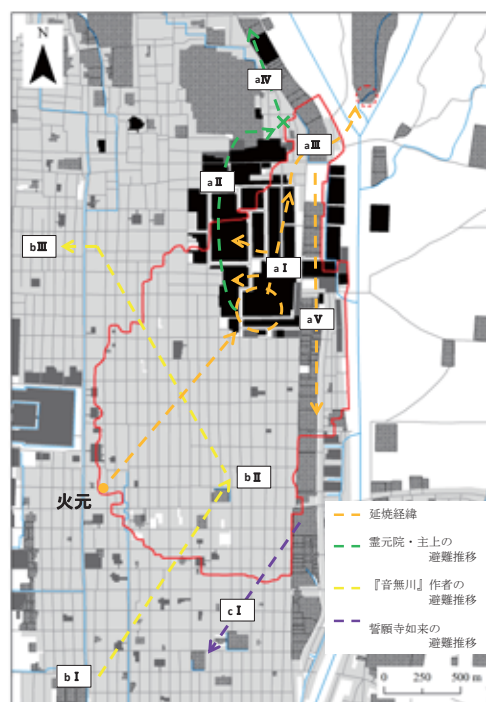 N
aⅣ
aⅢ
aⅡ
bⅢ
aⅠ
aⅤ
bⅡ
火元
延焼経緯
霊元院・主上の
避難推移
『音無川』作者の
避難推移
誓願寺如来の
避難推移
cⅠ
bⅠ
0 250 500 m